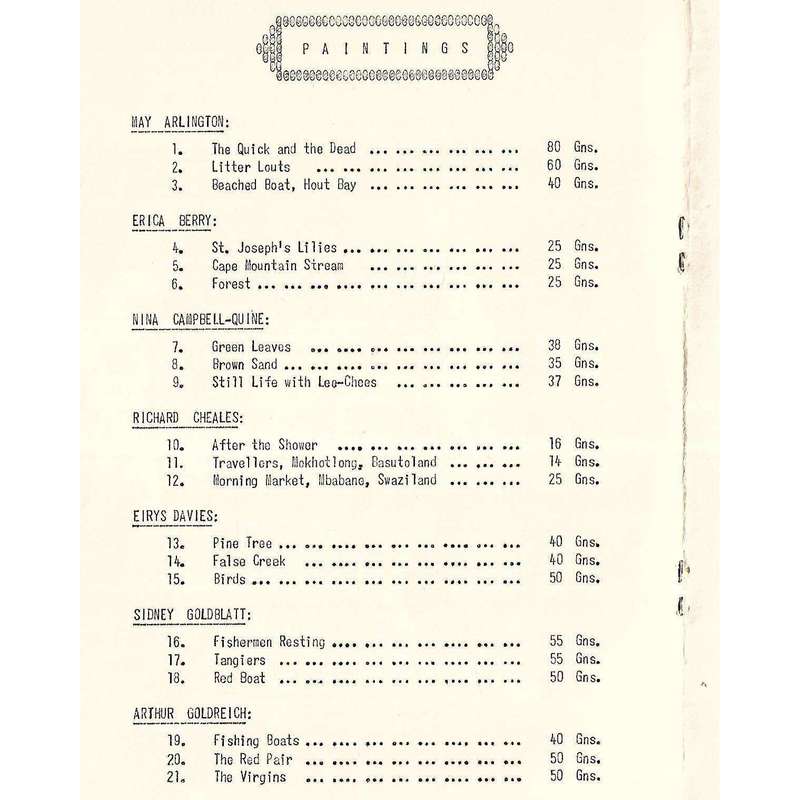 PAINTINGS
MAY ARLINGTON:
1. The Quick and the Dead ... ... ... ... ... ... 80 Gns.
2. Litter Louts ... ... ... ... ... ... ... ... 60 Gns.
3. Beached Boat, Hout Bay ... ... ... ... ... ... 40 Gns.
ERICA BERRY:
4. St. Joseph's Lilies ... ... ... ... ... ... ... 25 Gns.
5. Cape Mountain Stream ... ... ... ... ... ... 25 Gns.
6. Forest ... ... ... .... ... ... ... ... ... ... 25 Gns.
NINA CAMPBELL-QUINE:
7. Green Leaves ... .... ... ... ... ... ... ... 38 Gns.
8. Brown Sand ... ... .... ... ... ... ... ... ... 35 Gns.
9. Still Life with Lee-Chees ... ... ... ... ... 37 Gns.
RICHARD CHEALES:
10. After the Shower .... ... ... ... ... ... ... 16 Gns.
11. Travellers, Mokhotlong, Basutoland ... ... ... 14 Gns.
12. Morning Market, Mbabane, Swaziland ... ... ... 25 Gns.
EIRYS DAVIES:
13. Pine Tree ... ... .... ... ... ... .... ... ... 40 Gns.
14. False Creek ... .... ... ... ... .... ... ... 40 Gns.
15. Birds ... ... ... .... ... ... ... .... ... ... 50 Gns.
SIDNEY GOLDBLATT:
16. Fishermen Resting .... ... ... ... .... ... ... 55 Gns.
17. Tangiers ... ... .... ... ... ... .... ... ... 55 Gns.
18. Red Boat ... ... .... ... ... ... .... ... ... 50 Gns.
ARTHUR GOLDREICH:
19. Fishing Boats ... .... ... ... ... .... ... ... 40 Gns.
20. The Red Pair ... .... ... ... ... .... ... ... 50 Gns.
21. The Virgins ... .... ... ... ... .... ... ... 50 Gns.